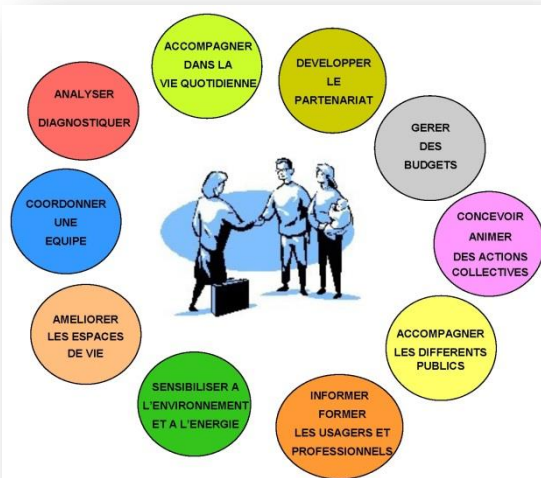 ACCOMPAGNER
DANS LA
VIE QUOTIDIENNE
DEVELOPPER
LE
PARTENARIAT
GERER
DES
BUDGETS
CONCEVOIR
ANIMER
DES ACTIONS
COLLECTIVES
ACCOMPAGNER
LES DIFFERENTS
PUBLICS
INFORMER
FORMER
LES USAGERS ET
PROFESSIONNELS
SENSIBILISER A
L'ENVIRONNEMENT
ET A L'ENERGIE
AMELIORER
LES ESPACES
DE VIE
COORDONNER
UNE
EQUIPE
ANALYSER
DIAGNOSTIQUER